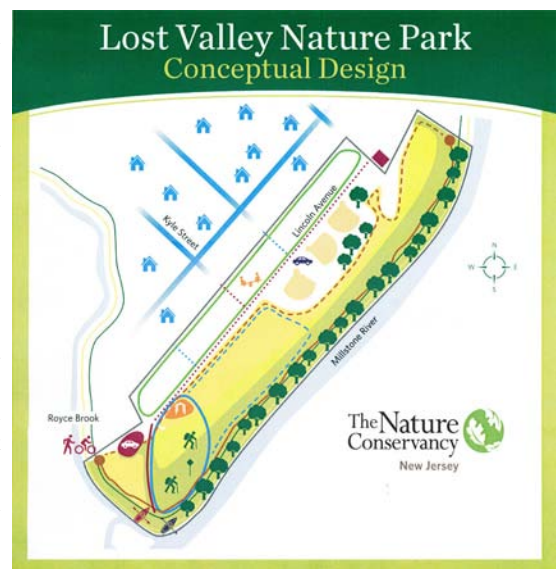 Lost Valley Nature Park
Conceptual Design
Lincoln Avenue
Kyle Street
N
W E
S
Millstone River
Royce Brook
The Nature
Conservancy
New Jersey